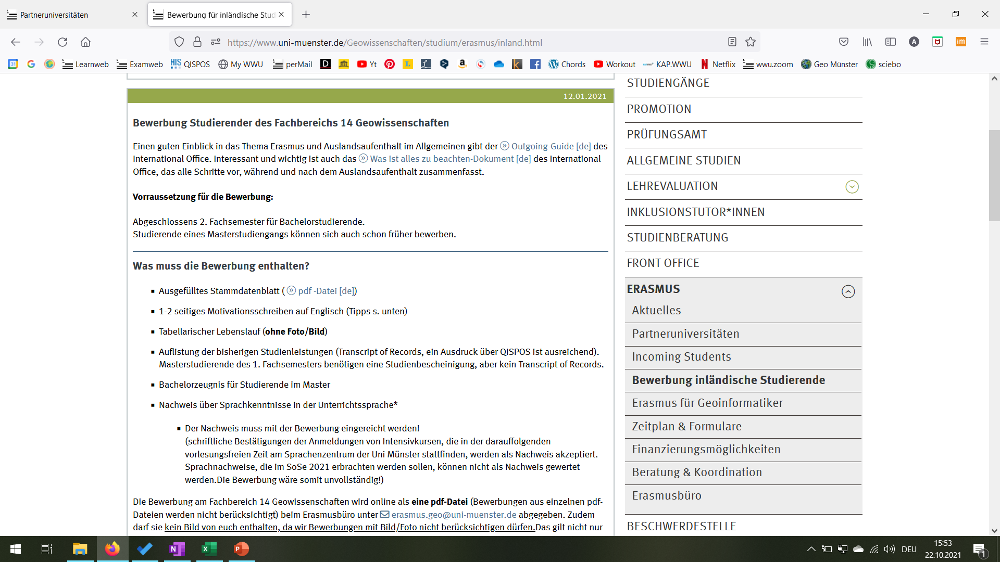 Partneruniversitäten
Bewerbung für inländische Stud
https://www.uni-muenster.de/Geowissenschaften/studium/erasmus/inland.html
Learnweb Examweb QISPOS My WWU perMail Yt Chords Workout KAP.WWU Netflix wwu.zoom Geo Münster sciebo
12.01.2021
Bewerbung Studierender des Fachbereichs 14 Geowissenschaften
Einen guten Einblick in das Thema Erasmus und Auslandsaufenthalt im Allgemeinen gibt der Outgoing-Guide [de] des
International Office. Interessant und wichtig ist auch das Was ist alles zu beachten-Dokument [de] des International
Office, das alle Schritte vor, während und nach dem Auslandsaufenthalt zusammenfasst.
Vorraussetzung für die Bewerbung:
Abgeschlossens 2. Fachsemester für Bachelorstudierende.
Studierende eines Masterstudiengangs können sich auch schon früher bewerben.
Was muss die Bewerbung enthalten?
Ausgefülltes Stammdatenblatt ( pdf -Datei [de])
1-2 seitiges Motivationsschreiben auf Englisch (Tipps s. unten)
Tabellarischer Lebenslauf (ohne Foto/Bild)
Auflistung der bisherigen Studienleistungen (Transcript of Records, ein Ausdruck über QISPOS ist ausreichend).
Masterstudierende des 1. Fachsemesters benötigen eine Studienbescheinigung, aber kein Transcript of Records.
Bachelorzeugnis für Studierende im Master
Nachweis über Sprachkenntnisse in der Unterrichtssprache*
Der Nachweis muss mit der Bewerbung eingereicht werden!
(schriftliche Bestätigungen der Anmeldungen von Intensivkursen, die in der darauffolgenden
vorlesungsfreien Zeit am Sprachenzentrum der Uni Münster stattfinden, werden als Nachweis akzeptiert.
Sprachnachweise, die im SoSe 2021 erbrachten werden sollen, können nicht als Nachweis gewertet
werden.Die Bewerbung wäre somit unvollständig!)
Die Bewerbung am Fachbereich 14 Geowissenschaften wird online als eine pdf-Datei (Bewerbungen aus einzelnen pdf-
Dateien werden nicht berücksichtigt) beim Erasmusbüro unter erasmus.geo@uni-muenster.de abgegeben. Zudem
darf sie kein Bild von euch enthalten, da wir Bewerbungen mit Bild/Foto nicht berücksichtigen dürfen.Das gilt nicht nur
STUDIENGÄNGE
PROMOTION
PRÜFUNGSAMT
ALLGEMEINE STUDIEN
LEHREVALUATION
INKLUSIONSTUTOR*INNEN
STUDIENBERATUNG
FRONT OFFICE
ERASMUS
Aktuelles
Partneruniversitäten
Incoming Students
Bewerbung inländische Studierende
Erasmus für Geoinformatiker
Zeitplan & Formulare
Finanzierungsmöglichkeiten
Beratung & Koordination
Erasmusbüro
BESCHWERDESTELLE
DEU
15:53
22.10.2021
1